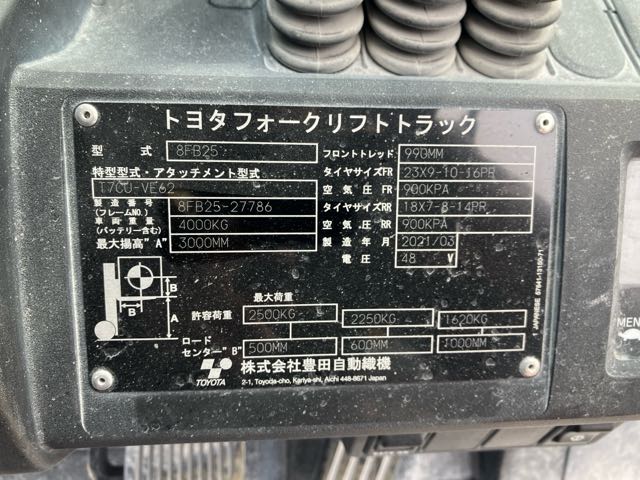 トヨタフォークリフトトラック
型 式 8FB25 フロントトレッド 990MM
特型型式・アタッチメント型式 タイヤサイズFR 23X9-10-16PR
T7CU-VE62 空気圧 FR 900KPA
製造番号 (フレームNO.) 8FB25-27786 タイヤサイズRR 18X7-8-14PR
車両重量 (バッテリー含む) 4000KG 空気圧 RR 900KPA
最大揚高"A" 3000MM 製造年月 2021/03
電圧 48 V
B
B
A
最大荷重
許容荷重 2500KG 2250KG 1620KG
ロードセンター"B" 500MM 600MM 1000MM
TOYOTA 株式会社豊田自動織機
2-1, Toyoda-cho, Kariya-shi, Aichi 448-8671 Japan
JAPANESE 57941-13150-71
MEN